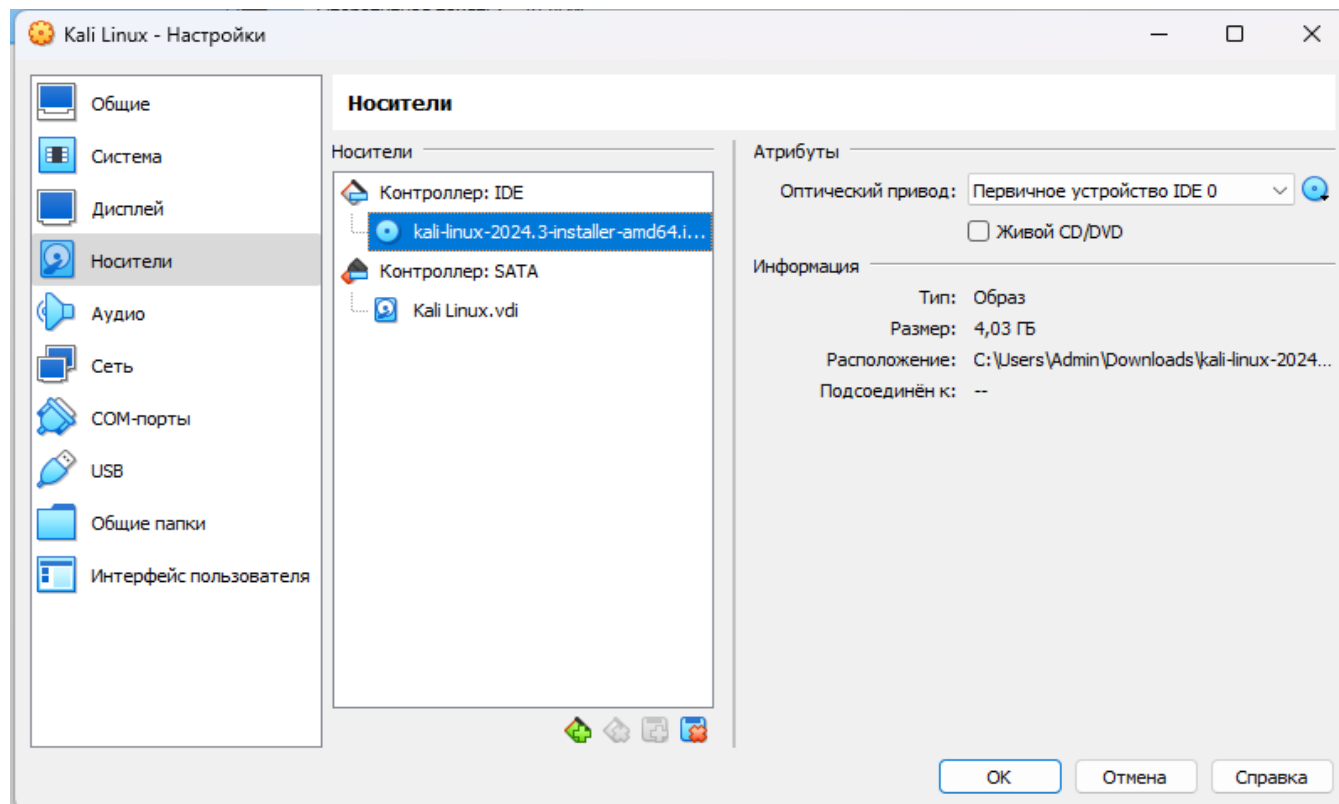 Kali Linux - Настройки
Общие
Система
Дисплей
Носители
Аудио
Сеть
COM-порты
USB
Общие папки
Интерфейс пользователя
Носители
Носители
Контроллер: IDE
kali-linux-2024.3-installer-amd64.i...
Контроллер: SATA
Kali Linux.vdi
Атрибуты
Оптический привод: Первичное устройство IDE 0
Живой CD/DVD
Информация
Тип: Образ
Размер: 4,03 ГБ
Расположение: C:\Users\Admin\Downloads\kali-linux-2024...
Подсоединён к: --
OK Отмена Справка